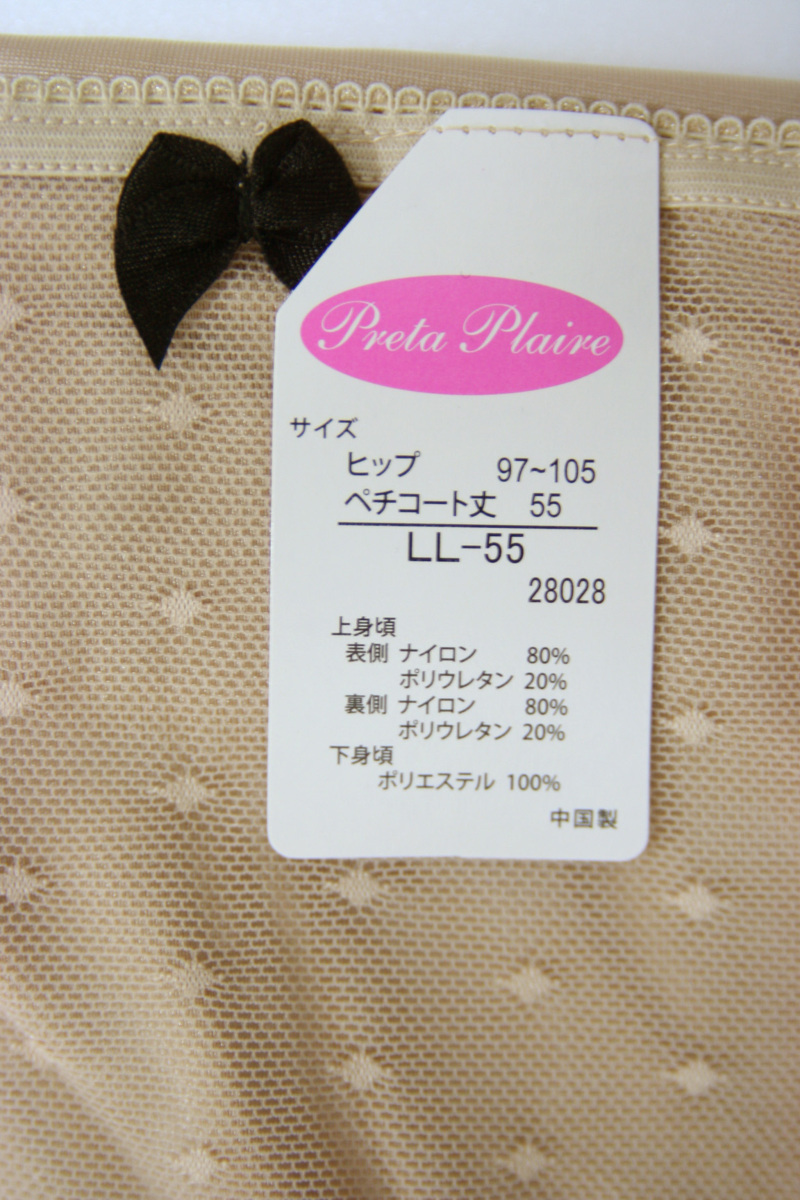 Preta Plaire
サイズ
ヒップ 97~105
ペチコート丈 55
LL-55
28028
上身頃
表側 ナイロン 80%
ポリウレタン 20%
裏側 ナイロン 80%
ポリウレタン 20%
下身頃
ポリエステル 100%
中国製